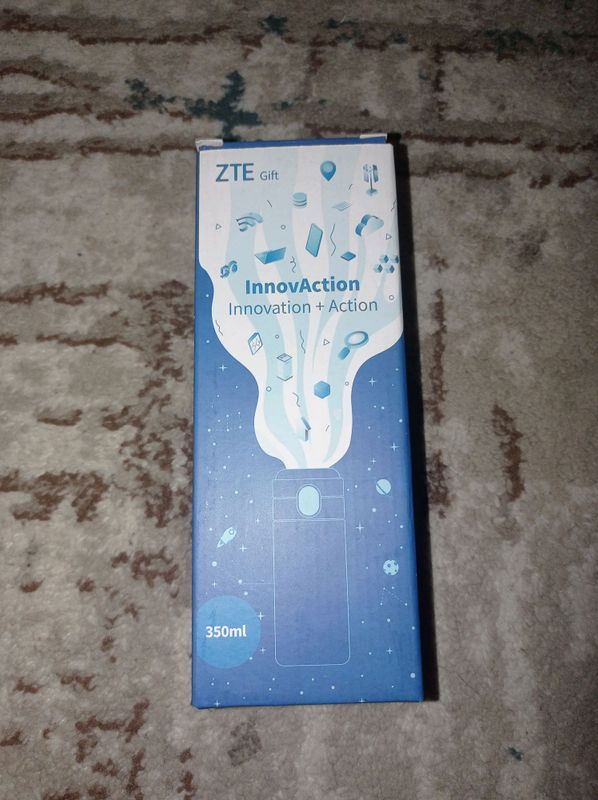 ZTE Gift
InnovAction
Innovation + Action
350ml